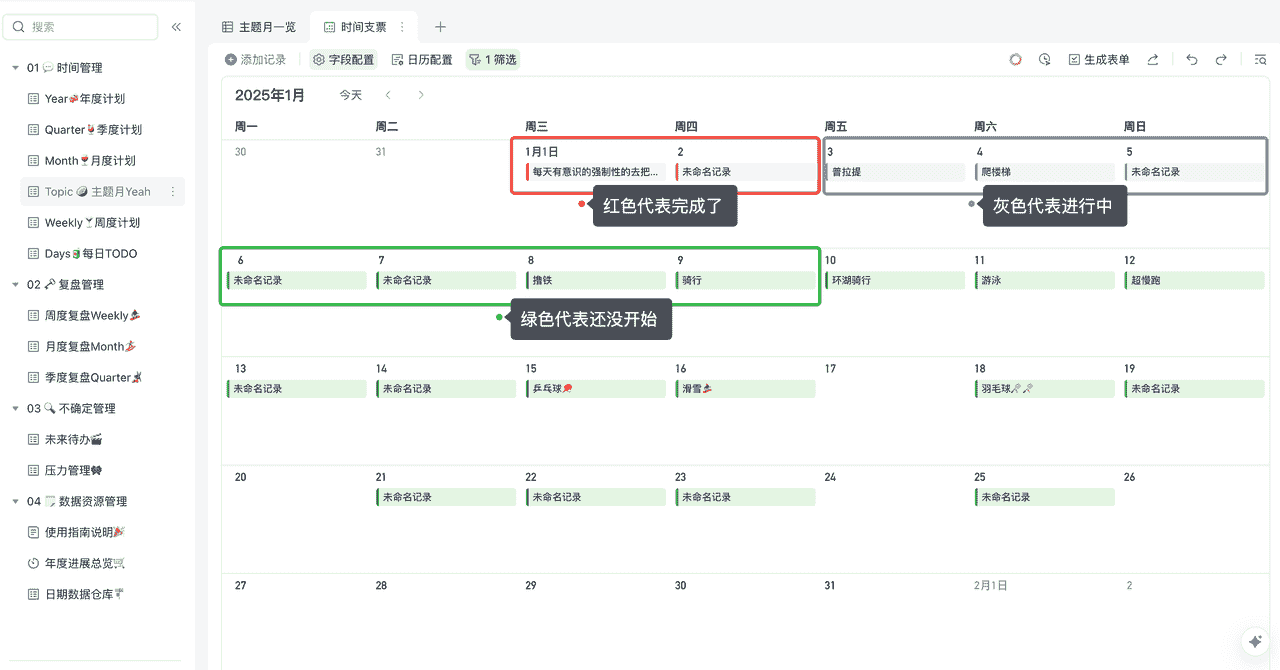 搜索
01 💬 时间管理
Year 年度计划
Quarter🍹季度计划
Month🍷月度计划
Topic 主题月Yeah
Weekly🍸周度计划
Days 每日TODO
02 🗝 复盘管理
周度复盘Weekly
月度复盘Month
季度复盘Quarter
03 🔍 不确定管理
未来待办🎬
压力管理
04 数据资源管理
使用指南说明🎉
年度进展总览🛒
日期数据仓库
主题月一览
时间支票
添加记录
字段配置
日历配置
1 筛选
生成表单
2025年1月
今天
周一 周二 周三 周四 周五 周六 周日
30 31 1月1日 2 3 4 5
每天有意识的强制性的去把... 未命名记录 普拉提 爬楼梯 未命名记录
红色代表完成了
灰色代表进行中
6 7 8 9 10 11 12
未命名记录 未命名记录 撸铁 骑行 环湖骑行 游泳 超慢跑
绿色代表还没开始
13 14 15 16 17 18 19
未命名记录 未命名记录 乒乓球🏓 滑雪🏂 羽毛球🏸🏸 未命名记录
20 21 22 23 24 25 26
未命名记录 未命名记录 未命名记录 未命名记录
27 28 29 30 31 2月1日 2